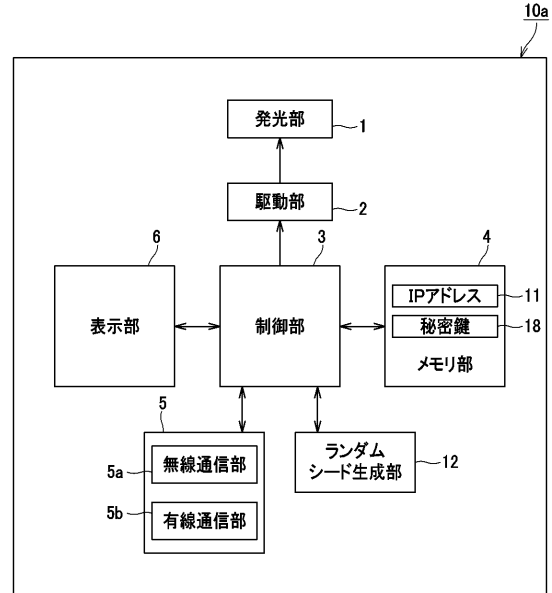 10a
発光部
1
駆動部
2
6
3
4
表示部
制御部
IPアドレス
11
秘密鍵
18
メモリ部
5
5a
無線通信部
5b
有線通信部
ランダム
シード生成部
12